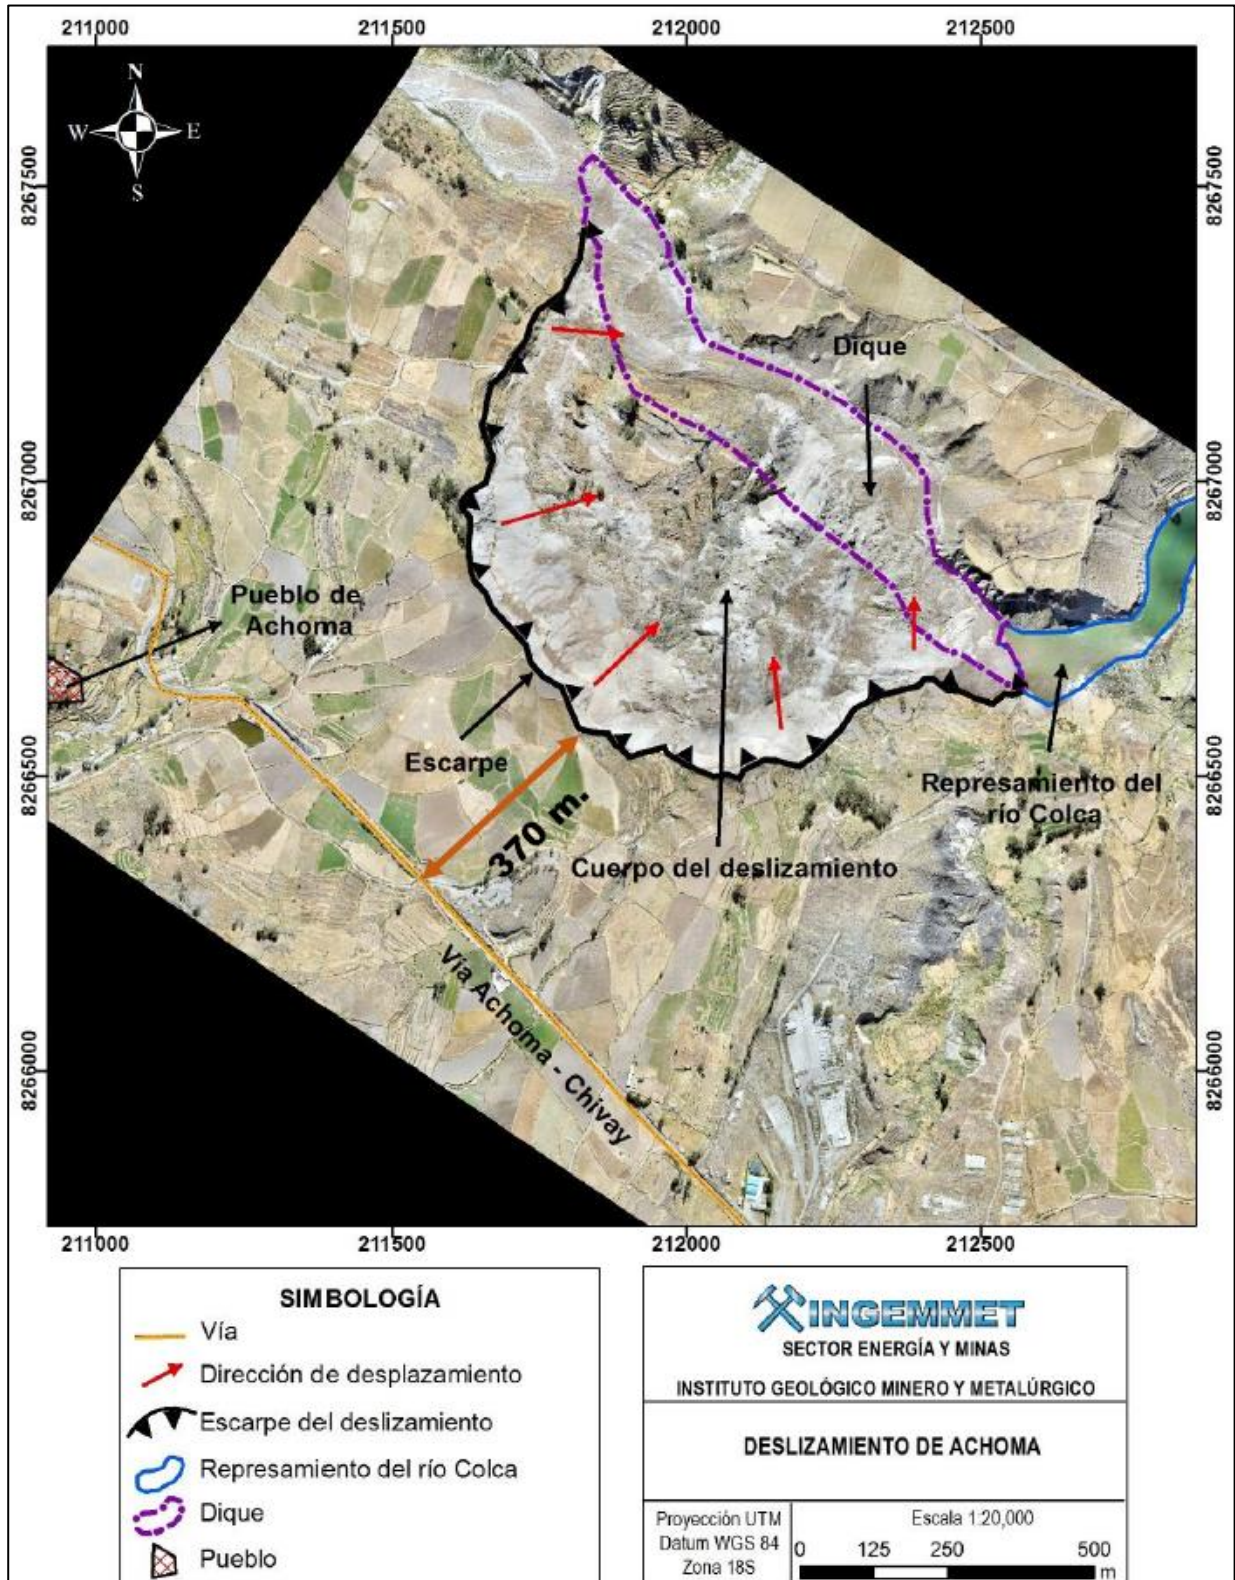 211000 211500 212000 212500
N
W E
S
8267500 8267500
Dique
8267000 8267000
Pueblo de
Achoma
Escarpe
8266500 8266500
370 m.
Represamiento del
río Colca
Cuerpo del deslizamiento
Vía Achoma - Chivay
8266000 8266000
211000 211500 212000 212500
SIMBOLOGÍA
Vía
Dirección de desplazamiento
Escarpe del deslizamiento
Represamiento del río Colca
Dique
Pueblo
INGEMMET
SECTOR ENERGÍA Y MINAS
INSTITUTO GEOLÓGICO MINERO Y METALÚRGICO
DESLIZAMIENTO DE ACHOMA
Proyección UTM
Datum WGS 84
Zona 18S
Escala 1:20,000
0 125 250 500
m